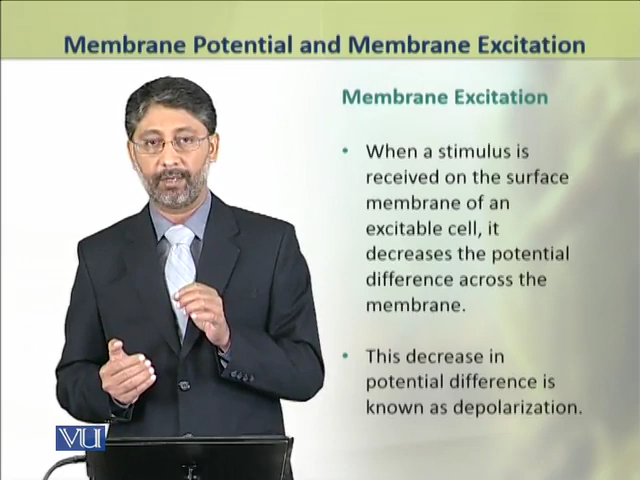 Membrane Potential and Membrane Excitation
Membrane Excitation
• When a stimulus is
received on the surface
membrane of an
excitable cell, it
decreases the potential
difference across the
membrane.
• This decrease in
potential difference is
known as depolarization.
VU